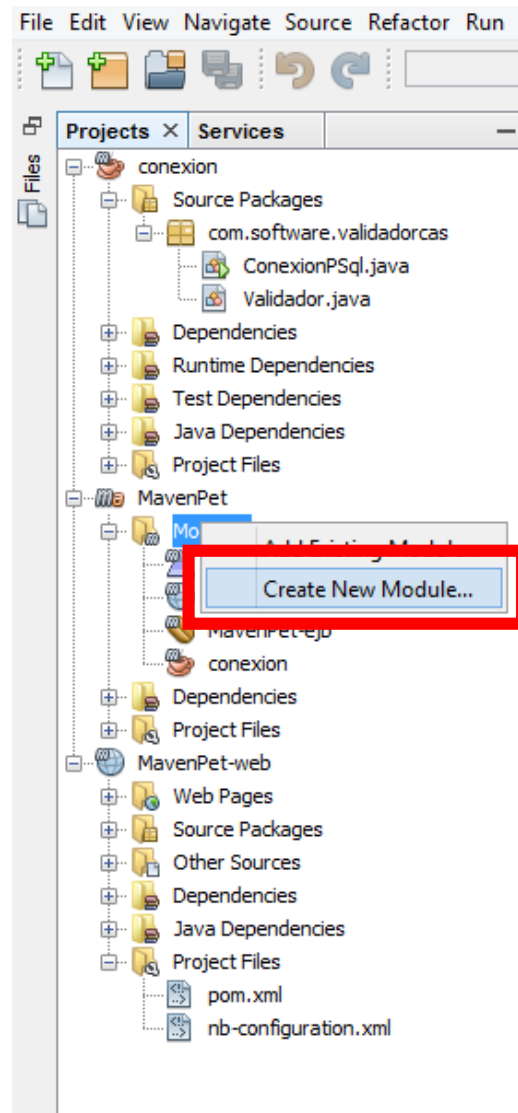 File Edit View Navigate Source Refactor Run
Projects × Services
Files
conexion
Source Packages
com.software.validadorcas
ConexionPSql.java
Validador.java
Dependencies
Runtime Dependencies
Test Dependencies
Java Dependencies
Project Files
MavenPet
Mo
Create New Module...
MavenPet-ejb
conexion
Dependencies
Project Files
MavenPet-web
Web Pages
Source Packages
Other Sources
Dependencies
Java Dependencies
Project Files
pom.xml
nb-configuration.xml